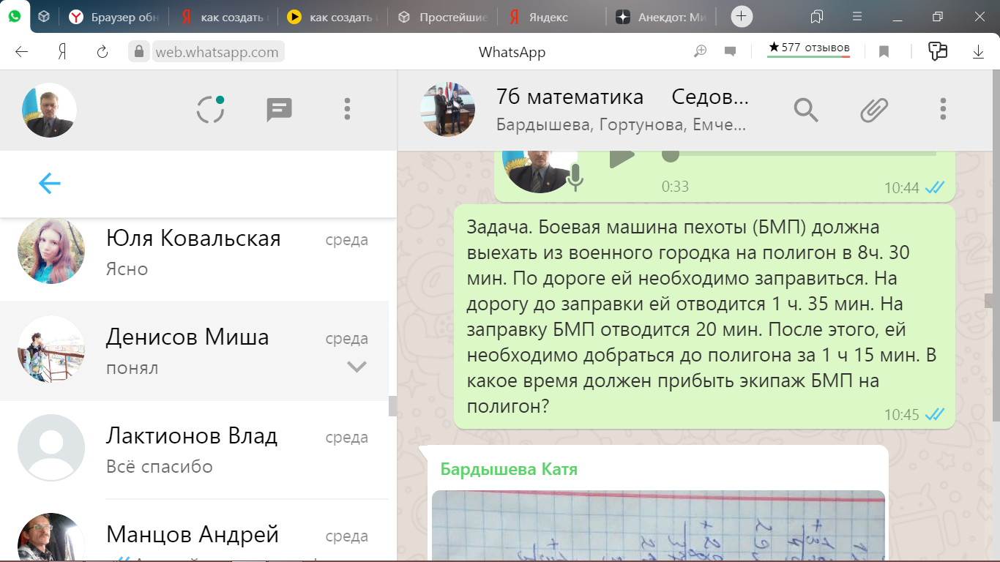 Браузер обн
как создать
как создать
Простейшие
Яндекс
Анекдот: Ми
web.whatsapp.com
WhatsApp
★577 отзывов
7б математика Седов...
Бардышева, Гортунова, Емче...
0:33
10:44
Юля Ковальская
среда
Ясно
Денисов Миша
среда
понял
Лактионов Влад
среда
Всё спасибо
Манцов Андрей
среда
Задача. Боевая машина пехоты (БМП) должна
выехать из военного городка на полигон в 8ч. 30
мин. По дороге ей необходимо заправиться. На
дорогу до заправки ей отводится 1 ч. 35 мин. На
заправку БМП отводится 20 мин. После этого, ей
необходимо добраться до полигона за 1 ч 15 мин. В
какое время должен прибыть экипаж БМП на
полигон?
10:45
Бардышева Катя